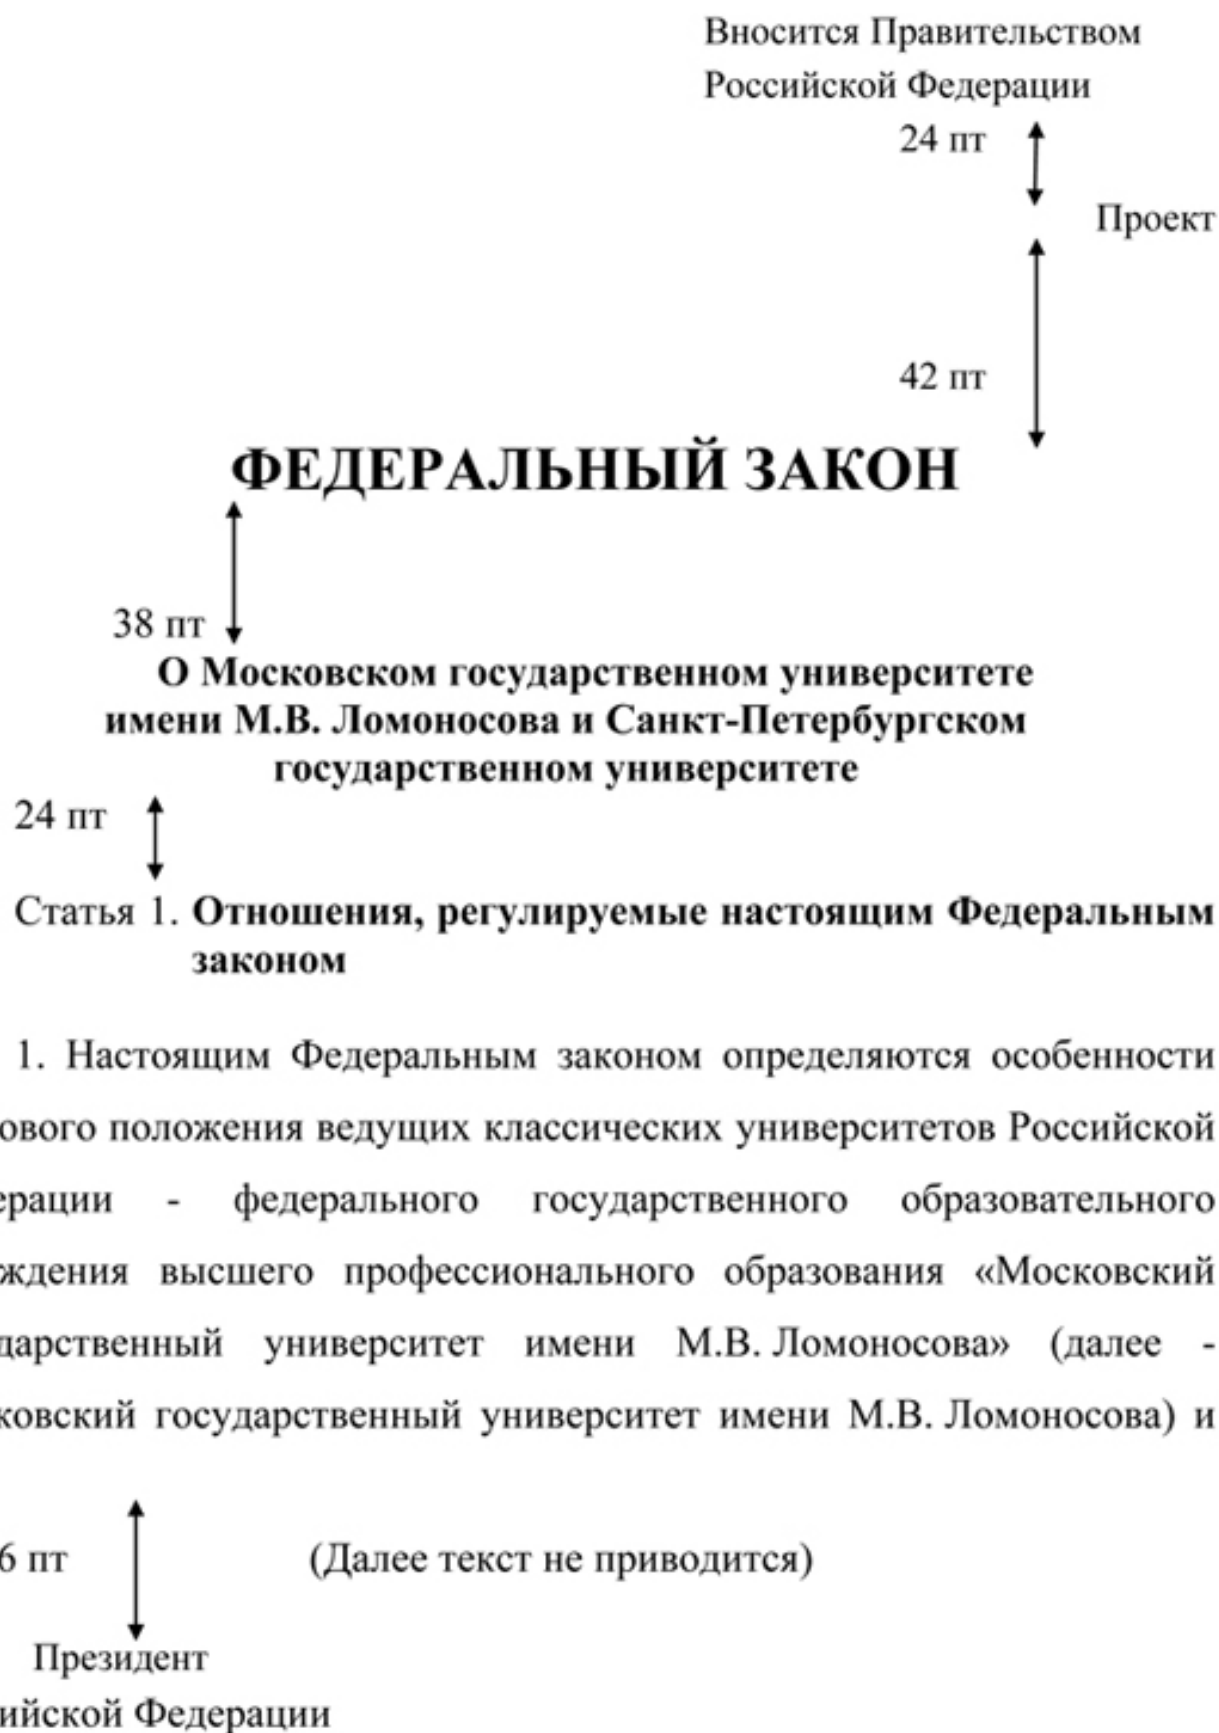 Вносится Правительством
Российской Федерации
24 пт
Проект
42 пт
ФЕДЕРАЛЬНЫЙ ЗАКОН
38 пт
О Московском государственном университете
имени М.В. Ломоносова и Санкт-Петербургском
государственном университете
24 пт
Статья 1. Отношения, регулируемые настоящим Федеральным
законом
1. Настоящим Федеральным законом определяются особенности
ового положения ведущих классических университетов Российской
ерации - федерального государственного образовательного
ждения высшего профессионального образования «Московский
дарственный университет имени М.В. Ломоносова» (далее -
ковский государственный университет имени М.В. Ломоносова) и
6 пт (Далее текст не приводится)
Президент
ийской Федерации